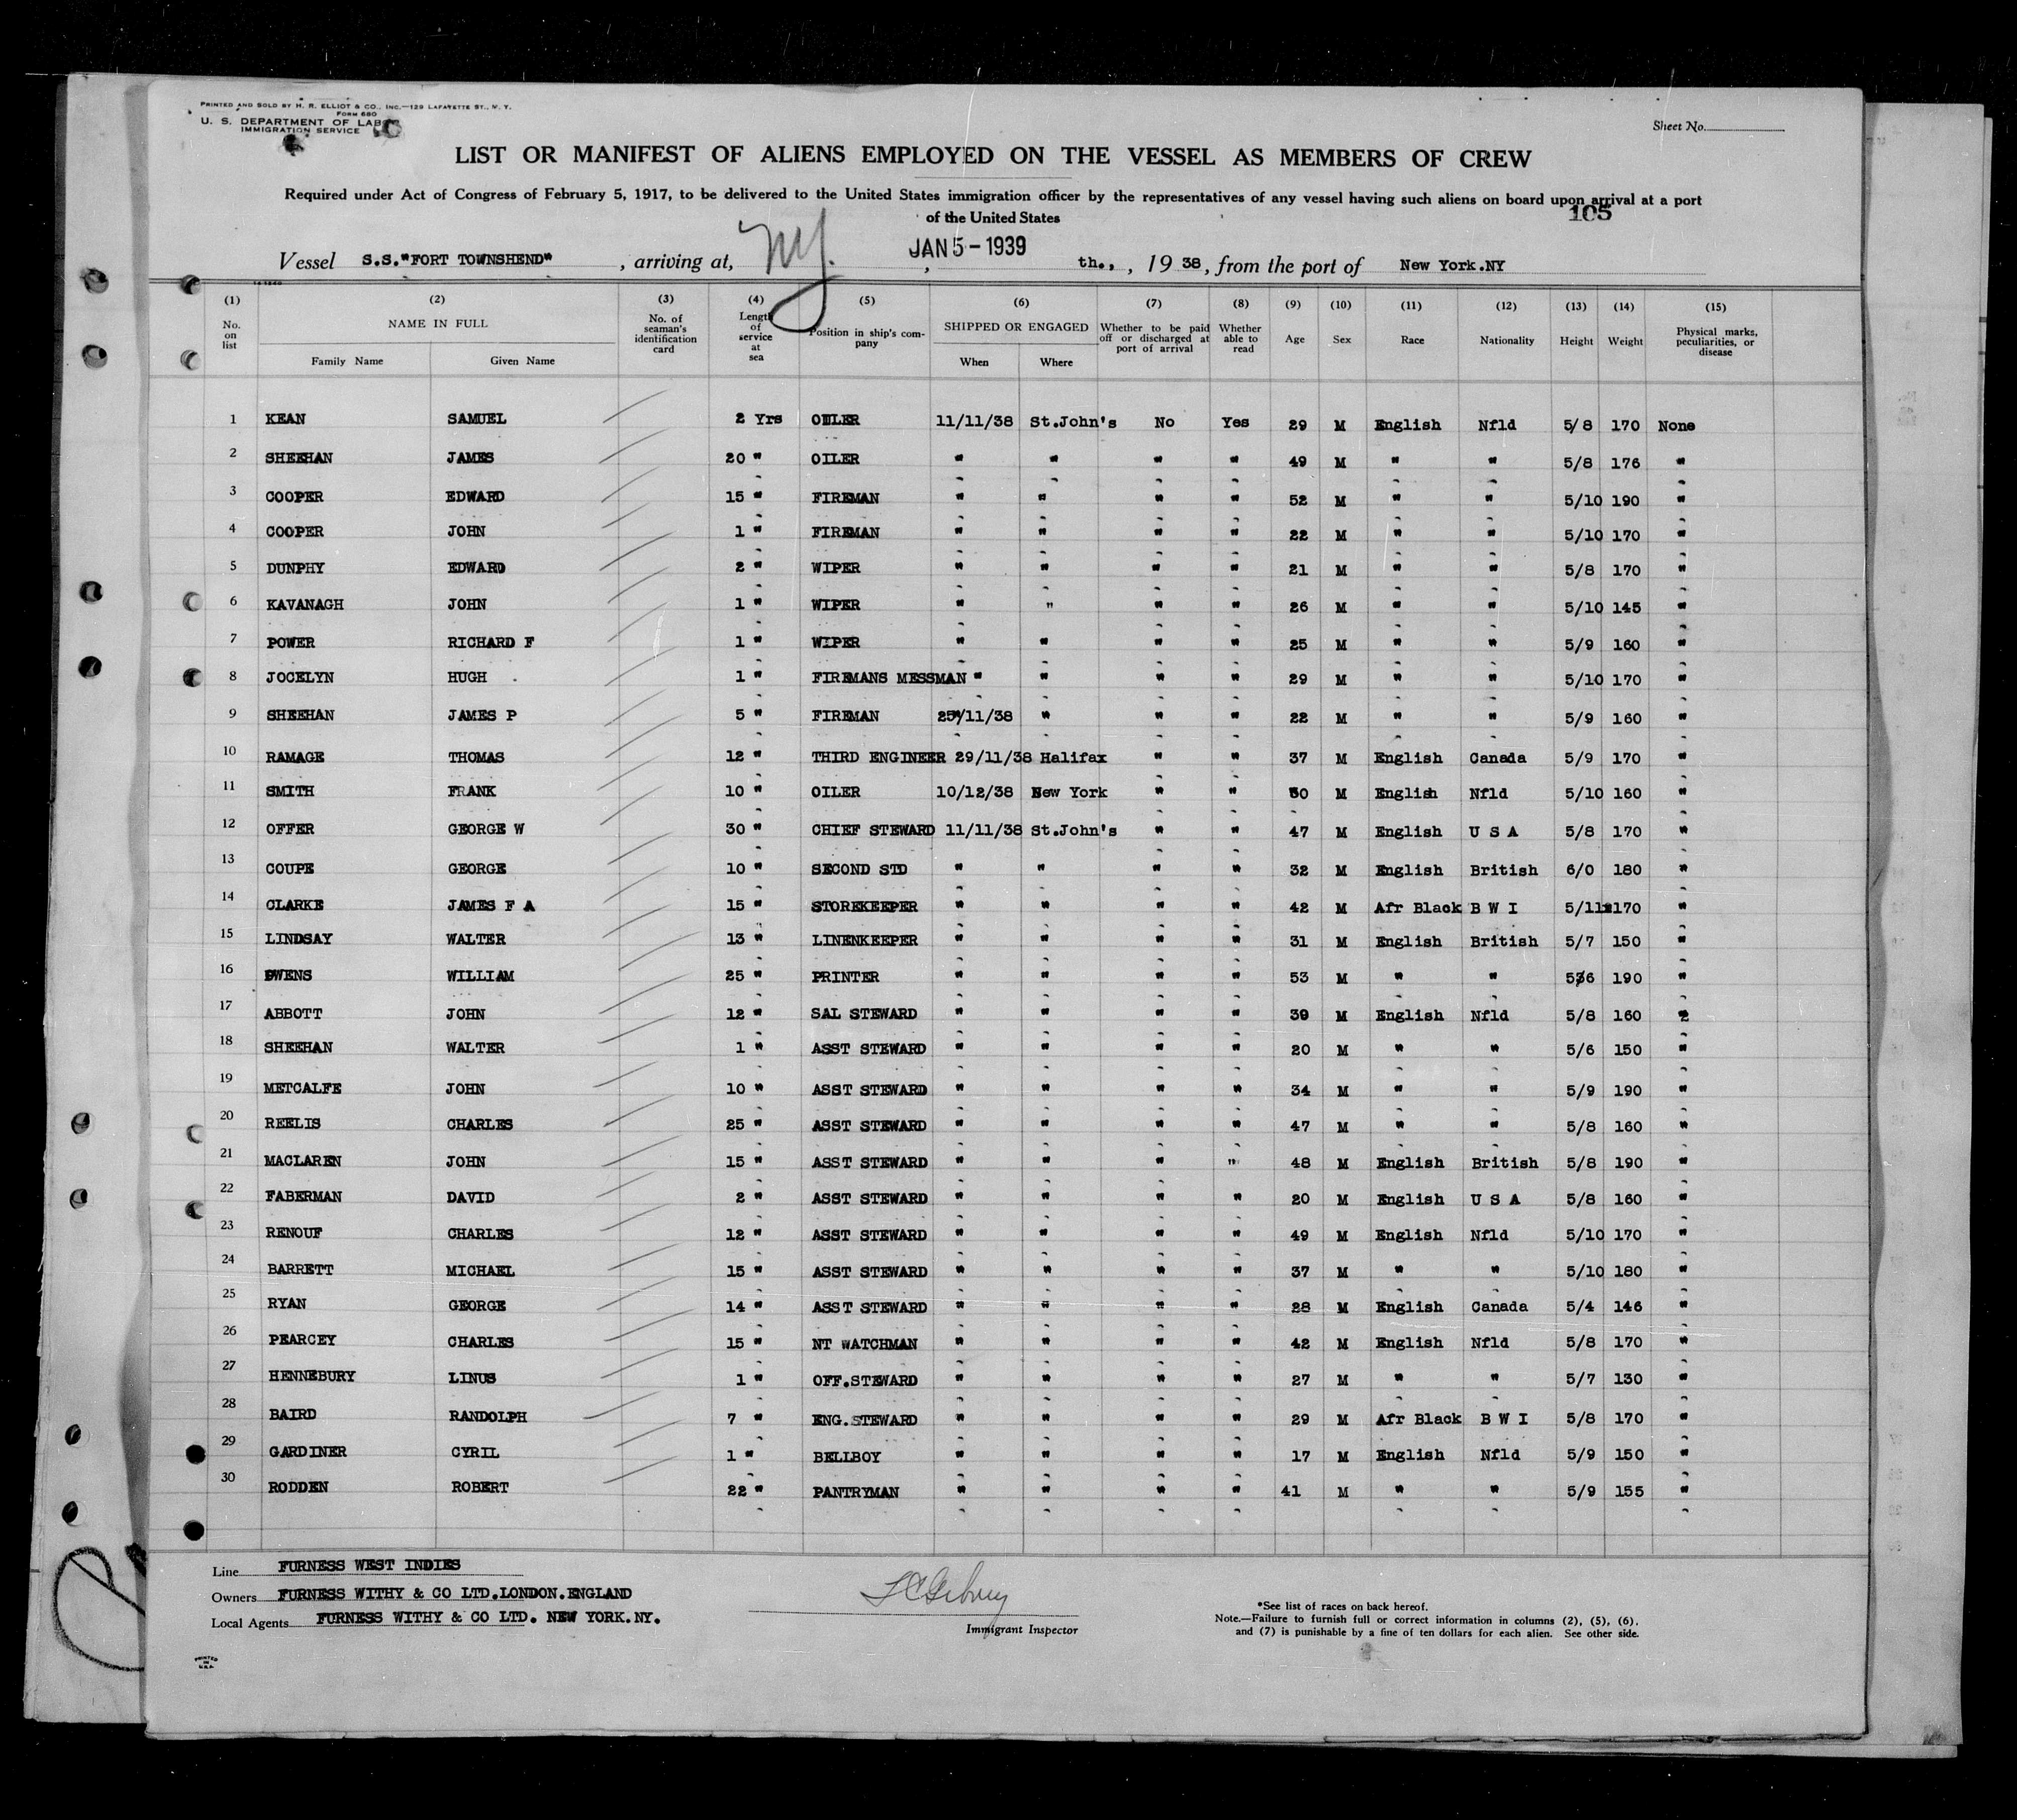 PRINTED AND SOLD BY H. R. ELLIOT & CO., INC.—129 LAFAYETTE ST., N. Y.
FORM 680
U. S. DEPARTMENT OF LABOR
IMMIGRATION SERVICE
Sheet No.
LIST OR MANIFEST OF ALIENS EMPLOYED ON THE VESSEL AS MEMBERS OF CREW
Required under Act of Congress of February 5, 1917, to be delivered to the United States immigration officer by the representatives of any vessel having such aliens on board upon arrival at a port
of the United States
105
Vessel S.S."FORT TOWNSHEND", arriving at, NY. JAN 5 - 1939 th., , 19 38, from the port of New York.NY
(1) (2) (3) (4) (5) (6) (7) (8) (9) (10) (11) (12) (13) (14) (15)
No. on list NAME IN FULL Family Name Given Name No. of seaman's identification card Length of service at sea Position in ship's company SHIPPED OR ENGAGED When Where Whether to be paid off or discharged at port of arrival Whether able to read Age Sex Race Nationality Height Weight Physical marks, peculiarities, or disease
1 KEAN SAMUEL 2 Yrs OILER 11/11/38 St.John's No Yes 29 M English Nfld 5/8 170 None
2 SHEEHAN JAMES 20 " OILER " " " " 49 M " " 5/8 176 "
3 COOPER EDWARD 15 " FIREMAN " " " " 52 M " " 5/10 190 "
4 COOPER JOHN 1 " FIREMAN " " " " 22 M " " 5/10 170 "
5 DUNPHY EDWARD 2 " WIPER " " " " 21 M " " 5/8 170 "
6 KAVANAGH JOHN 1 " WIPER " " " " 26 M " " 5/10 145 "
7 POWER RICHARD F 1 " WIPER " " " " 25 M " " 5/9 160 "
8 JOCELYN HUGH 1 " FIREMANS MESSMAN " " " " 29 M " " 5/10 170 "
9 SHEEHAN JAMES P 5 " FIREMAN 25/11/38 " " " 22 M " " 5/9 160 "
10 RAMAGE THOMAS 12 " THIRD ENGINEER 29/11/38 Halifax " " 37 M English Canada 5/9 170 "
11 SMITH FRANK 10 " OILER 10/12/38 New York " " M English Nfld 5/10 160 "
12 OFFER GEORGE W 30 " CHIEF STEWARD 11/11/38 St.John's " " 47 M English U S A 5/8 170 "
13 COUPE GEORGE 10 " SECOND STD " " " " 32 M English British 6/0 180 "
14 CLARKE JAMES F A 15 " STOREKEEPER " " " " 42 M Afr Black B W I 5/11 170 "
15 LINDSAY WALTER 13 " LINENKEEPER " " " " 31 M English British 5/7 150 "
16 OWENS WILLIAM 25 " PRINTER " " " " 53 M " " 5/6 190 "
17 ABBOTT JOHN 12 " SAL STEWARD " " " " 39 M English Nfld 5/8 160 "
18 SHEEHAN WALTER 1 " ASST STEWARD " " " " 20 M " " 5/6 150 "
19 METCALFE JOHN 10 " ASST STEWARD " " " " 34 M " " 5/9 190 "
20 REELIS CHARLES 25 " ASST STEWARD " " " " 47 M " " 5/8 160 "
21 MACLAREN JOHN 15 " ASST STEWARD " " " " 48 M English British 5/8 190 "
22 FABERMAN DAVID 2 " ASST STEWARD " " " " 20 M English U S A 5/8 160 "
23 RENOUF CHARLES 12 " ASST STEWARD " " " " 49 M English Nfld 5/10 170 "
24 BARRETT MICHAEL 15 " ASST STEWARD " " " " 37 M " " 5/10 180 "
25 RYAN GEORGE 14 " ASST STEWARD " " " " 28 M English Canada 5/4 146 "
26 PEARCEY CHARLES 15 " NT WATCHMAN " " " " 42 M English Nfld 5/8 170 "
27 HENNEBURY LINUS 1 " OFF.STEWARD " " " " 27 M " " 5/7 130 "
28 BAIRD RANDOLPH 7 " ENG.STEWARD " " " " 29 M Afr Black B W I 5/8 170 "
29 GARDINER CYRIL 1 " BELLBOY " " " " 17 M English Nfld 5/9 150 "
30 RODDEN ROBERT 22 " PANTRYMAN " " " " 41 M " " 5/9 155 "
Line FURNESS WEST INDIES
Owners FURNESS WITHY & CO LTD.LONDON.ENGLAND
Local Agents FURNESS WITHY & CO LTD. NEW YORK.NY.
Immigrant Inspector
*See list of races on back hereof.
Note.—Failure to furnish full or correct information in columns (2), (5), (6),
and (7) is punishable by a fine of ten dollars for each alien. See other side.
PRINTED
IN
U.S.A.